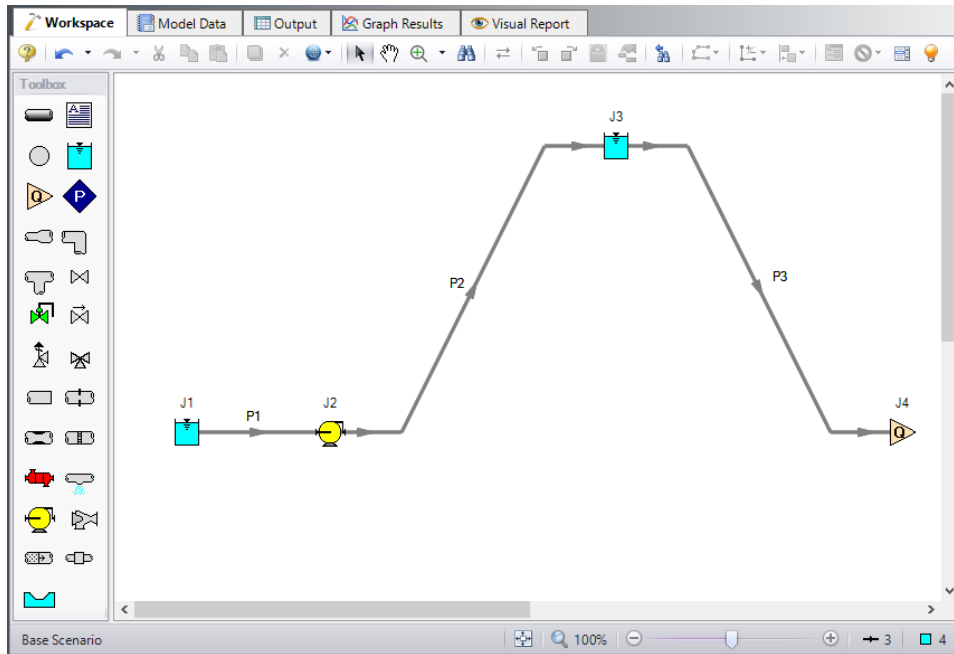 Workspace Model Data Output Graph Results Visual Report
Toolbox
A
Q P
J3
P2 P3
J1 P1 J2 J4
Q
Base Scenario 100% 3 4